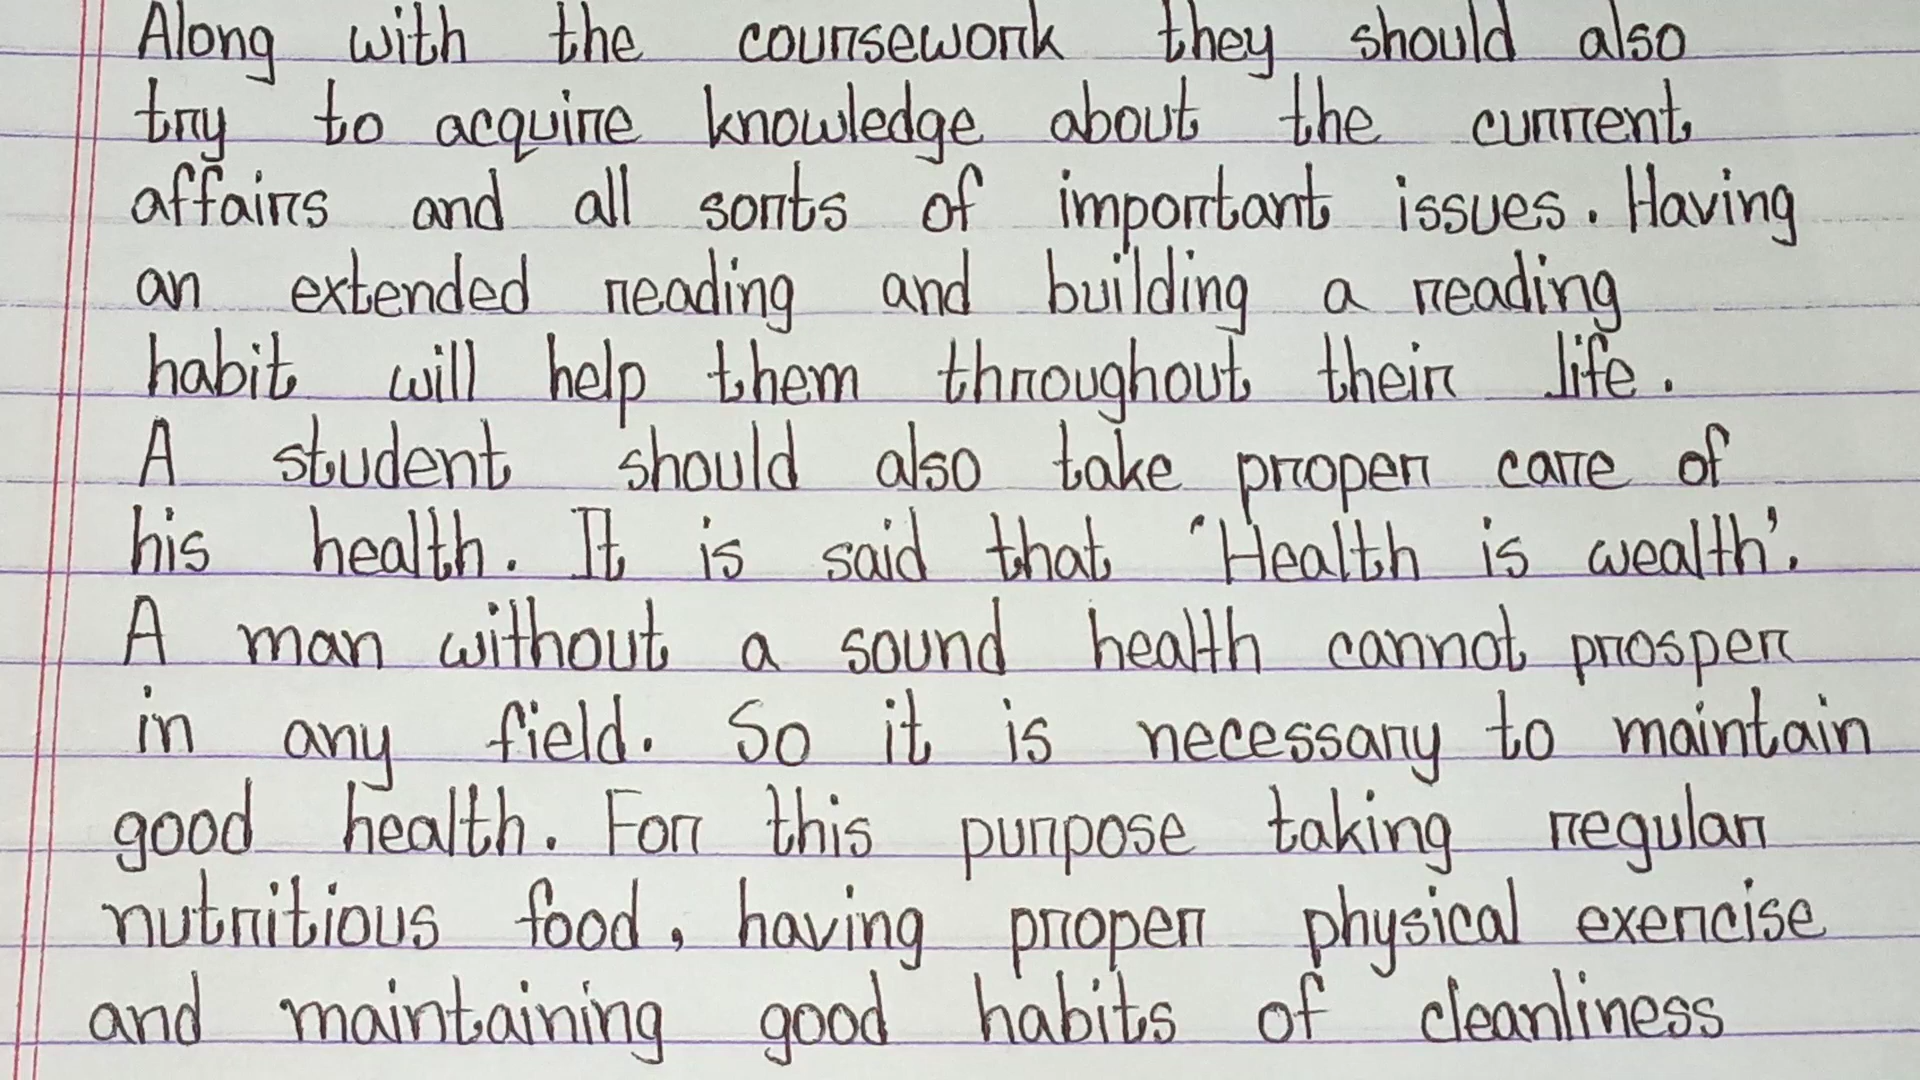 Along with the coursework they should also
try to acquire knowledge about the current
affairs and all sorts of important issues. Having
an extended reading and building a reading
habit will help them throughout their life.
A student should also take proper care of
his health. It is said that 'Health is wealth'.
A man without a sound health cannot prosper
in any field. So it is necessary to maintain
good health. For this purpose taking regular
nutritious food, having proper physical exercise
and maintaining good habits of cleanliness